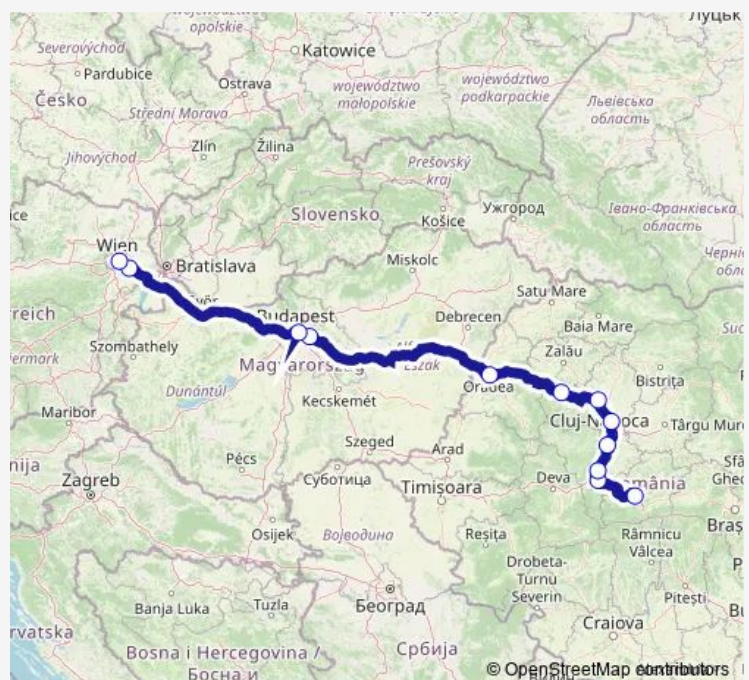 Луцьк
opolskie
Severovýchod
Katowice
Pardubice
Ostrava
województwo
małopolskie
województwo
podkarpackie
Česko
Střední Morava
Львівська
область
Jihovýchod
Zlín
Žilina
Prešovský
kraj
Slovensko
Košice
Ужгород
Івано-Франківська
область
Wien
Bratislava
Miskolc
Satu Mare
Budapest
Debrecen
Baia Mare
Szombathely
Zalău
Magyarország
Bistrița
Dunántúl
Kecskemét
Cluj-Napoca
Târgu Mureș
Maribor
Szeged
Arad
Pécs
Deva
Zagreb
Суботица
Timișoara
Osijek
Војводина
Reșița
Râmnicu
Vâlcea
Drobeta-
Turnu
Severin
Banja Luka
Tuzla
Београд
Pitești
Craiova
Bosna i Hercegovina /
Босна и
Србија
© OpenStreetMap contributors